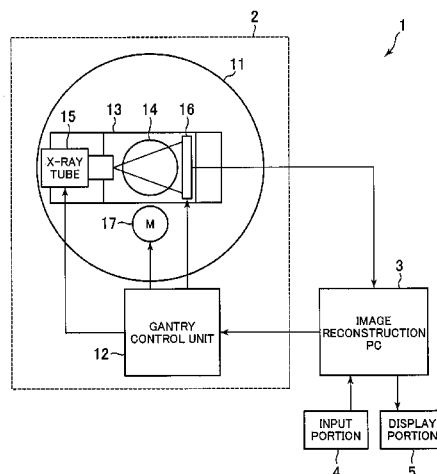 2
1
11
13
14
16
15
X-RAY
TUBE
17
M
3
GANTRY
CONTROL UNIT
12
IMAGE
RECONSTRUCTION
PC
INPUT
PORTION
DISPLAY
PORTION
4
5